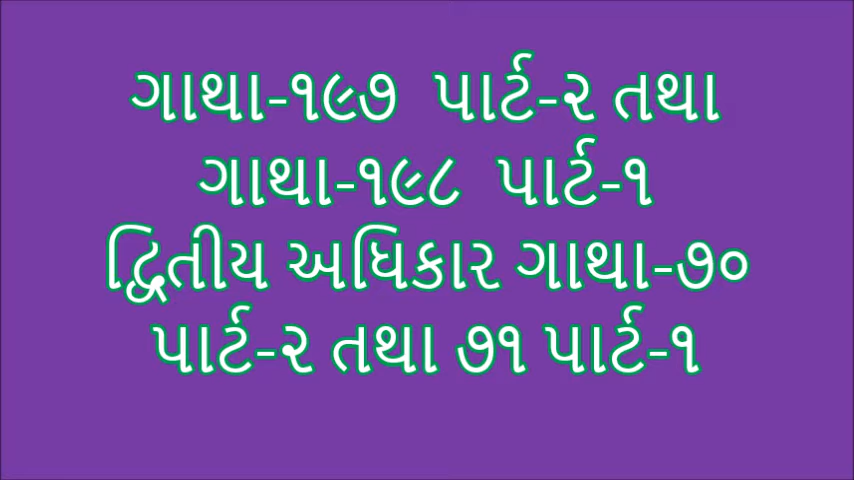 ગાથા-૧૯૭ પાર્ટ-૨ તથા
ગાથા-૧૯૮ પાર્ટ-૧
દ્વિતીય અધિકાર ગાથા-૭૦
પાર્ટ-૨ તથા ૭૧ પાર્ટ-૧